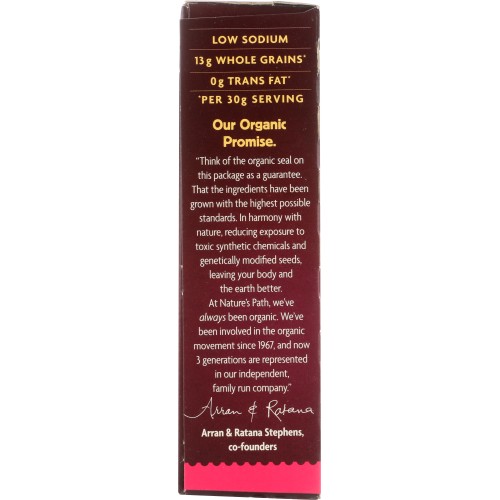 LOW SODIUM
13g WHOLE GRAINS*
0g TRANS FAT*
*PER 30g SERVING
Our Organic
Promise.
"Think of the organic seal on
this package as a guarantee.
That the ingredients have been
grown with the highest possible
standards. In harmony with
nature, reducing exposure to
toxic synthetic chemicals and
genetically modified seeds,
leaving your body and
the earth better.
At Nature's Path, we've
always been organic. We've
been involved in the organic
movement since 1967, and now
3 generations are represented
in our independent,
family run company."
Arran & Ratana
Arran & Ratana Stephens,
co-founders